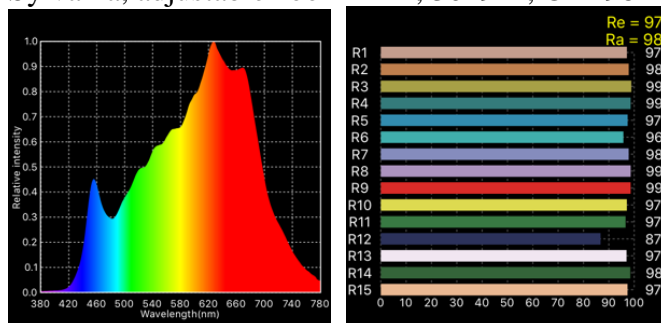 1.0
0.9
0.8
0.7
0.6
0.5
0.4
0.3
0.2
0.1
0.0
Relative intensity
380 420 460 500 540 580 620 660 700 740 780
Wavelength(nm)
Re = 97
Ra = 98
R1 97
R2 98
R3 99
R4 99
R5 97
R6 96
R7 98
R8 99
R9 99
R10 97
R11 97
R12 87
R13 97
R14 98
R15 97
0 10 20 30 40 50 60 70 80 90 100